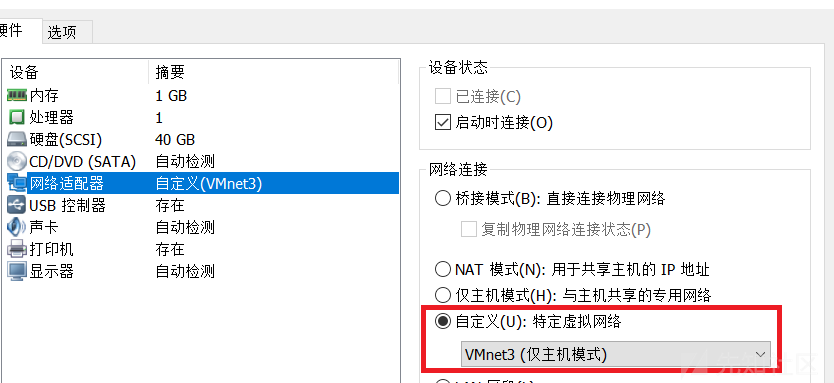 硬件 选项
设备 摘要
内存 1 GB
处理器 1
硬盘(SCSI) 40 GB
CD/DVD (SATA) 自动检测
网络适配器 自定义(VMnet3)
USB 控制器 存在
声卡 自动检测
打印机 存在
显示器 自动检测
设备状态
已连接(C)
启动时连接(O)
网络连接
桥接模式(B): 直接连接物理网络
复制物理网络连接状态(P)
NAT 模式(N): 用于共享主机的 IP 地址
仅主机模式(H): 与主机共享的专用网络
自定义(U): 特定虚拟网络
VMnet3 (仅主机模式)
先知社区